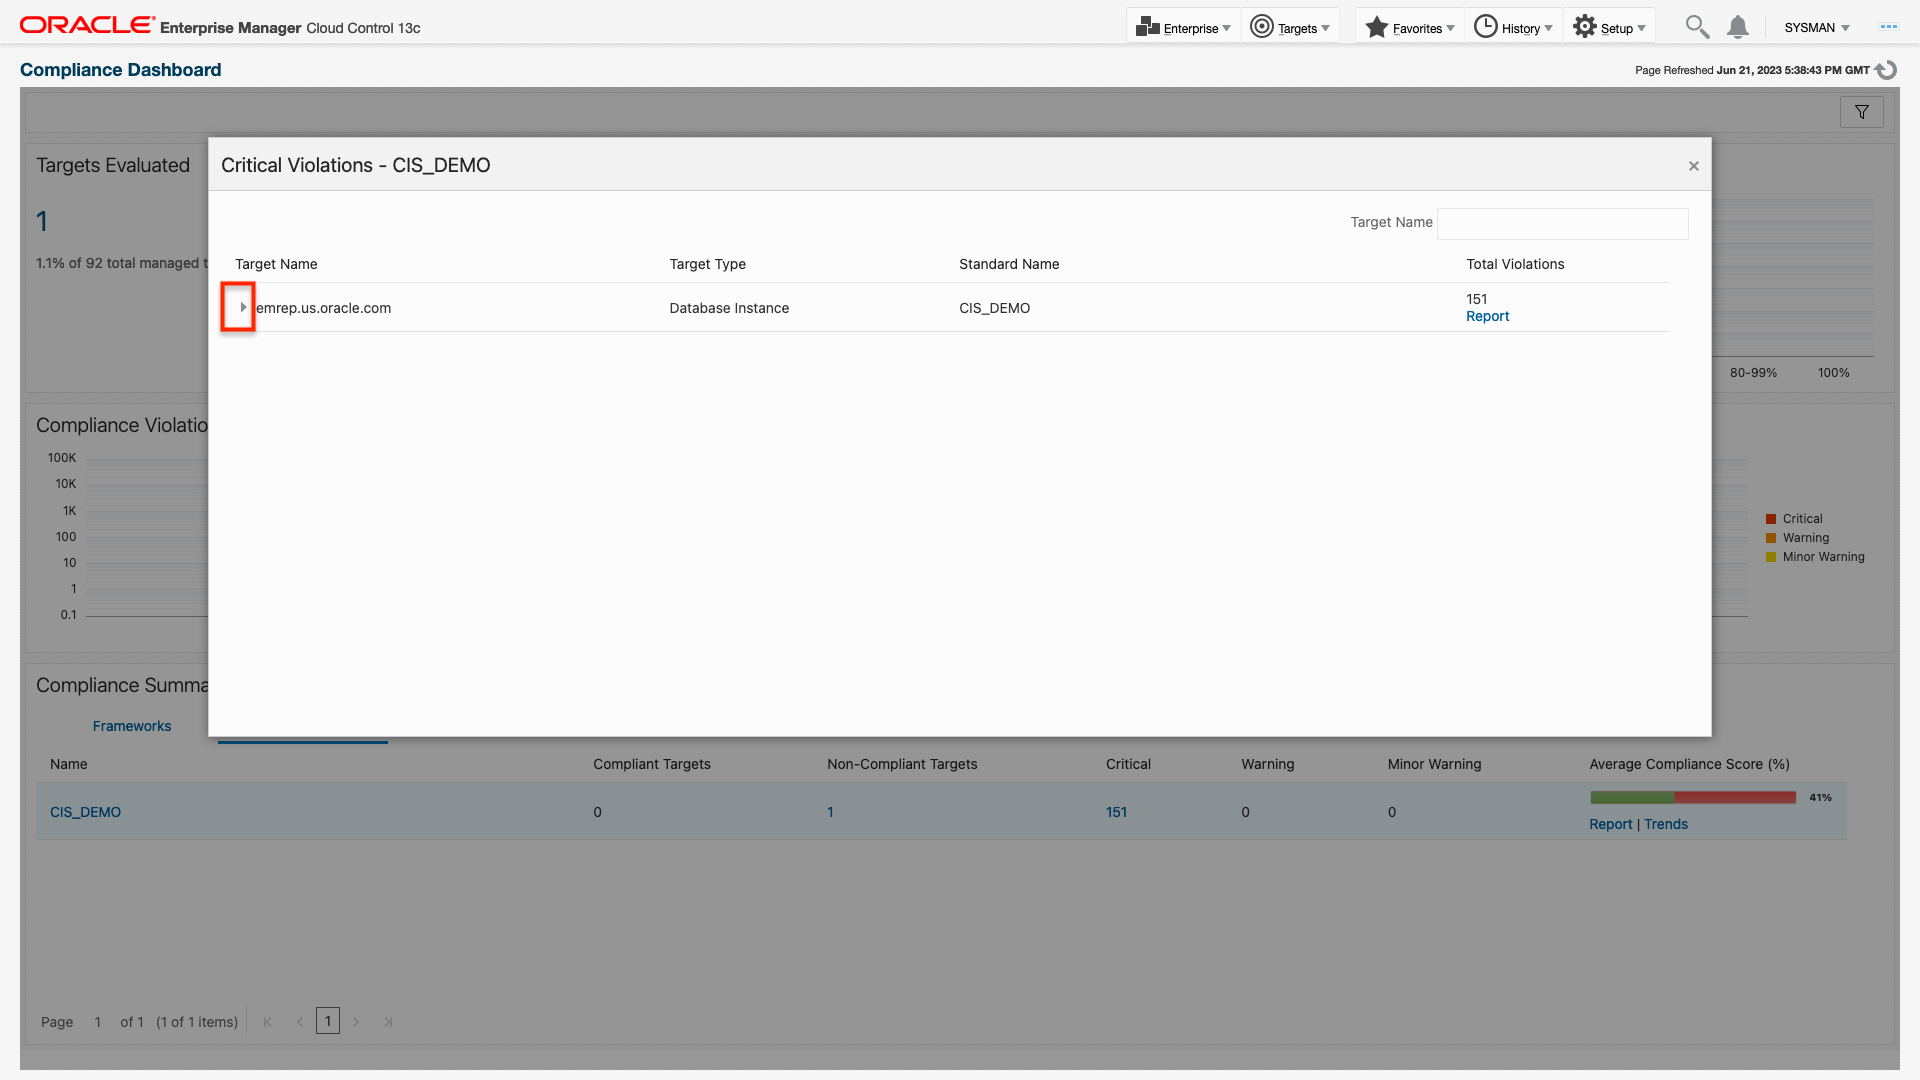 ORACLE Enterprise Manager Cloud Control 13c
Enterprise
Targets
Favorites
History
Setup
SYSMAN
Compliance Dashboard
Page Refreshed Jun 21, 2023 5:38:43 PM GMT
Targets Evaluated
1
1.1% of 92 total managed t
Critical Violations - CIS_DEMO
×
Target Name
Target Name Target Type Standard Name Total Violations
emrep.us.oracle.com Database Instance CIS_DEMO 151
Report
80-99% 100%
Compliance Violatio
100K
10K
1K
100
10
1
0.1
Critical
Warning
Minor Warning
Compliance Summa
Frameworks
Name Compliant Targets Non-Compliant Targets Critical Warning Minor Warning Average Compliance Score (%)
CIS_DEMO 0 1 151 0 0 41%
Report | Trends
Page 1 of 1 (1 of 1 items) 1